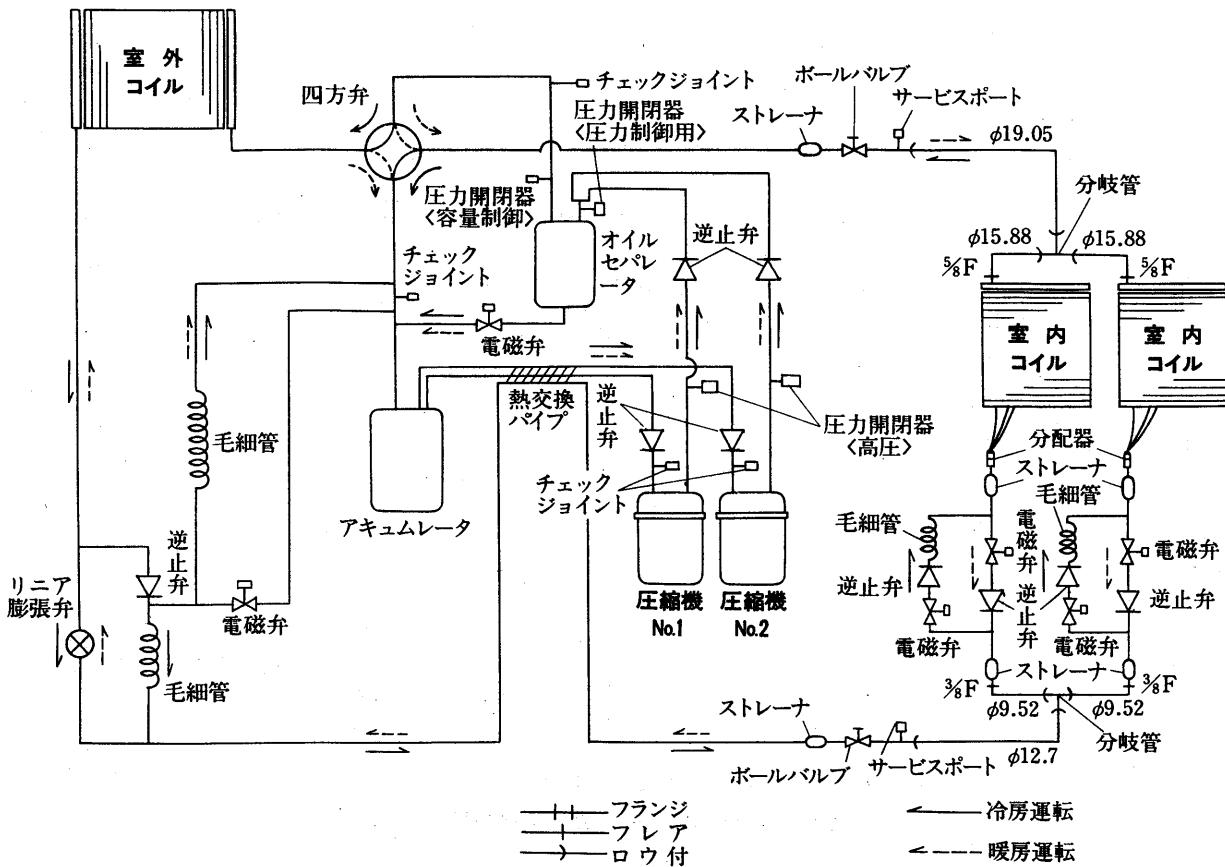 室外
コイル
四方弁
チェックジョイント
圧力開閉器
<圧力制御用>
ボールバルブ
ストレーナ
サービスポート
φ19.05
分岐管
圧力開閉器
<容量制御>
オイル
セパレ
ータ
逆止弁
φ15.88
φ15.88
5/8F
5/8F
チェック
ジョイント
電磁弁
室内
コイル
室内
コイル
熱交換
パイプ
逆止弁
圧力開閉器
<高圧>
毛細管
チェック
ジョイント
アキュムレータ
分配器
ストレーナ
毛細管
毛細管
電磁弁
電磁弁
逆止弁
逆止弁
逆止弁
電磁弁
電磁弁
逆止弁
リニア
膨張弁
電磁弁
毛細管
圧縮機
No.1
圧縮機
No.2
ストレーナ
3/8F
3/8F
φ9.52
φ9.52
分岐管
ストレーナ
ボールバルブ
サービスポート
φ12.7
フランジ
フレア
ロウ付
冷房運転
暖房運転